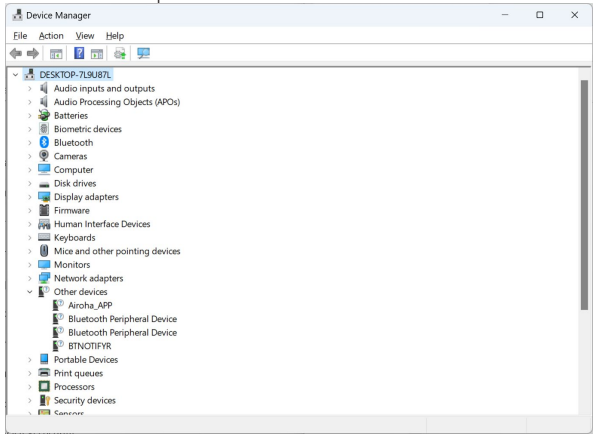 Device Manager
File Action View Help
DESKTOP-7L9U87L
Audio inputs and outputs
Audio Processing Objects (APOs)
Batteries
Biometric devices
Bluetooth
Cameras
Computer
Disk drives
Display adapters
Firmware
Human Interface Devices
Keyboards
Mice and other pointing devices
Monitors
Network adapters
Other devices
Airoha_APP
Bluetooth Peripheral Device
Bluetooth Peripheral Device
BTNOTIFYR
Portable Devices
Print queues
Processors
Security devices
Sensors